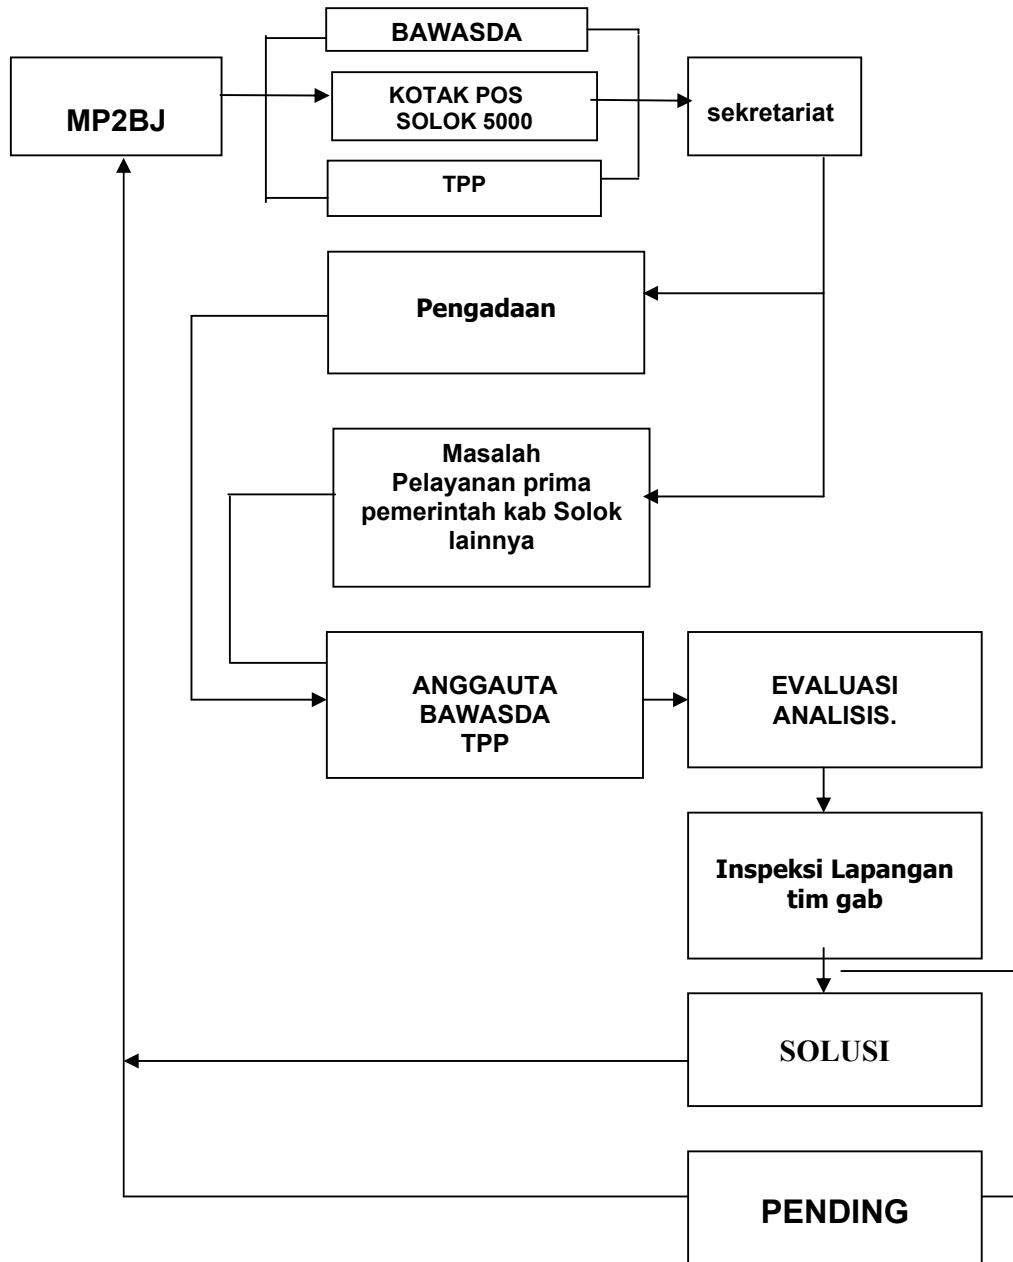 BAWASDA
MP2BJ
KOTAK POS
SOLOK 5000
sekretariat
TPP
Pengadaan
Masalah
Pelayanan prima
pemerintah kab Solok
lainnya
ANGGAUTA
BAWASDA
TPP
EVALUASI
ANALISIS.
Inspeksi Lapangan
tim gab
SOLUSI
PENDING